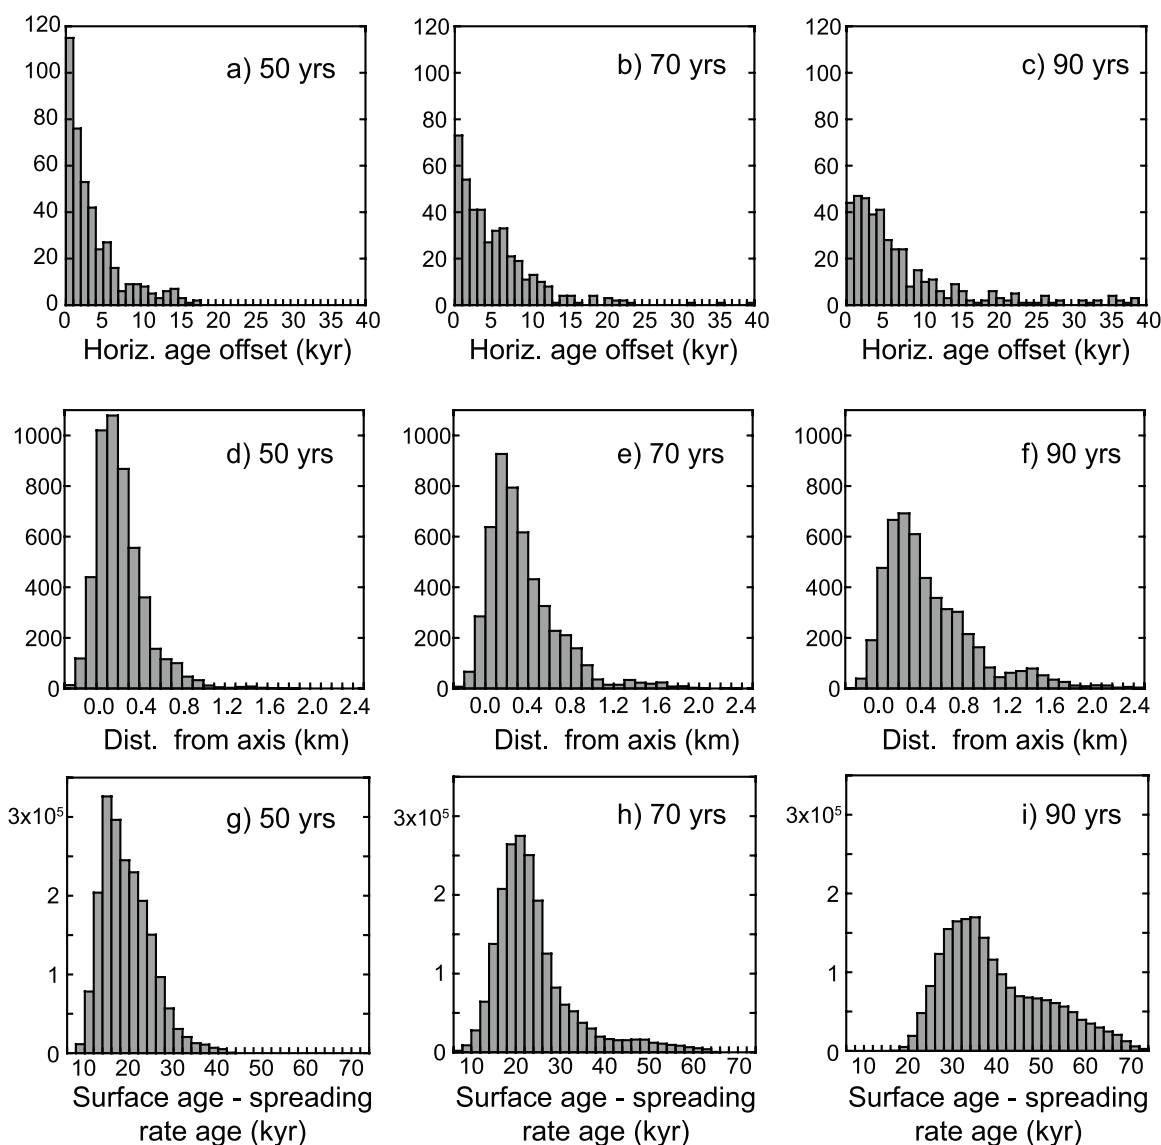 120
100
80
60
40
20
0
a) 50 yrs
0 5 10 15 20 25 30 35 40
Horiz. age offset (kyr)
120
100
80
60
40
20
0
b) 70 yrs
0 5 10 15 20 25 30 35 40
Horiz. age offset (kyr)
120
100
80
60
40
20
0
c) 90 yrs
0 5 10 15 20 25 30 35 40
Horiz. age offset (kyr)
1000
800
600
400
200
0
d) 50 yrs
0.0 0.4 0.8 1.2 1.6 2.0 2.4
Dist. from axis (km)
1000
800
600
400
200
0
e) 70 yrs
0.0 0.4 0.8 1.2 1.6 2.0 2.4
Dist. from axis (km)
1000
800
600
400
200
0
f) 90 yrs
0.0 0.4 0.8 1.2 1.6 2.0 2.4
Dist. from axis (km)
3x10⁵
2
1
0
g) 50 yrs
10 20 30 40 50 60 70
Surface age - spreading
rate age (kyr)
3x10⁵
2
1
0
h) 70 yrs
10 20 30 40 50 60 70
Surface age - spreading
rate age (kyr)
3x10⁵
2
1
0
i) 90 yrs
10 20 30 40 50 60 70
Surface age - spreading
rate age (kyr)